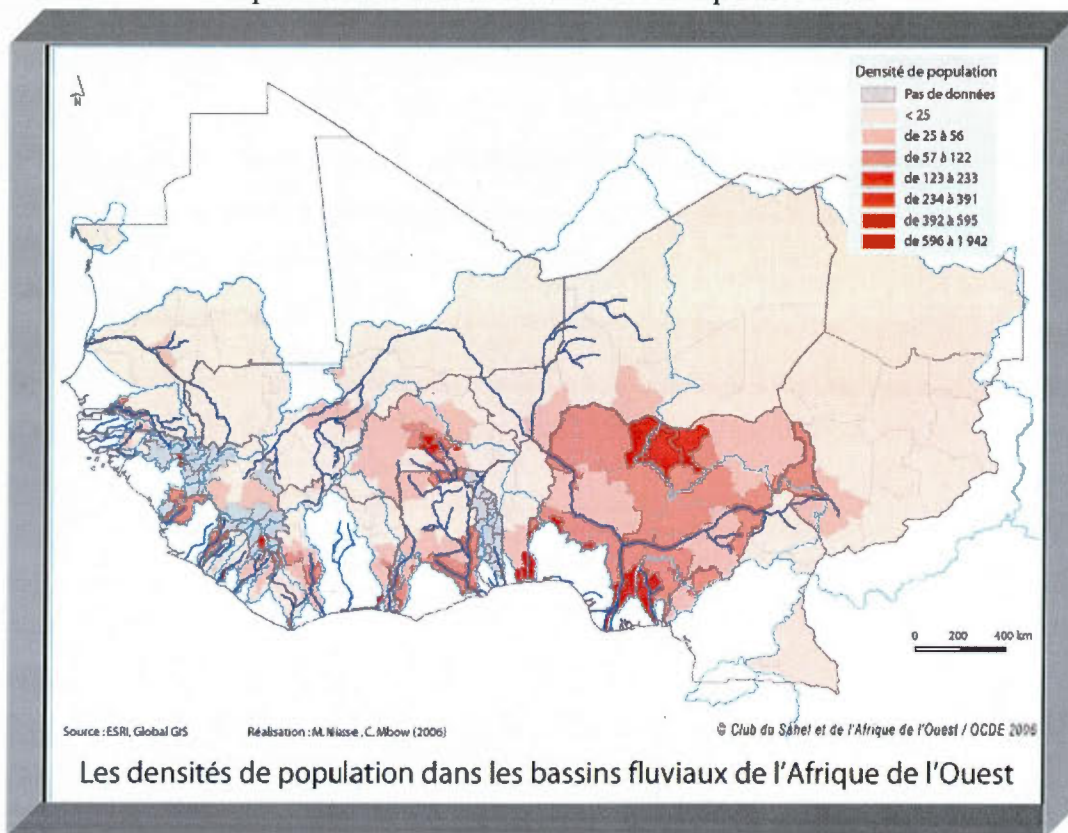 N
Densité de population
Pas de données
< 25
de 25 à 56
de 57 à 122
de 123 à 233
de 234 à 391
de 392 à 595
de 596 à 1 942
0 200 400 km
Source : ESRI, Global GIS Réalisation : M. Niasse, C. Mbow (2006) © Club du Sahel et de l'Afrique de l'Ouest / OCDE 2006
Les densités de population dans les bassins fluviaux de l'Afrique de l'Ouest